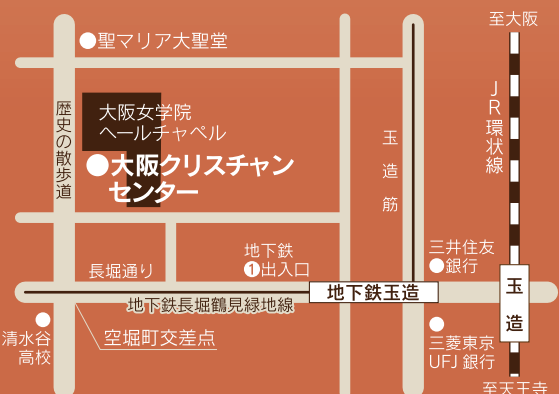 至大阪
聖マリア大聖堂
JR環状線
歴史の散歩道
大阪女学院
ヘールチャペル
玉造筋
大阪クリスチャン
センター
三井住友
銀行
地下鉄
1出入口
長堀通り
地下鉄玉造
玉造
地下鉄長堀鶴見緑地線
清水谷
高校
空堀町交差点
三菱東京
UFJ 銀行
至天王寺